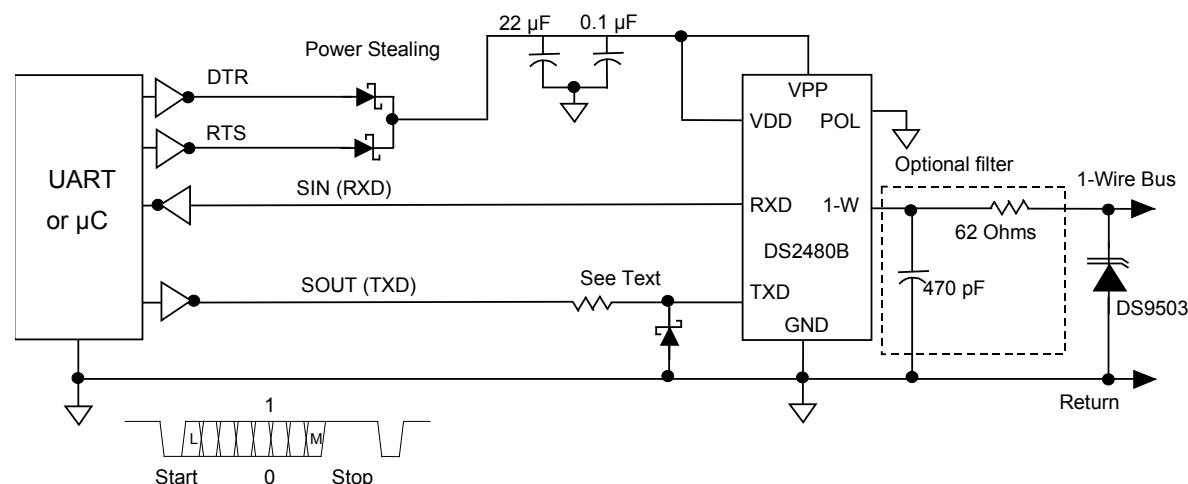 22 µF
0.1 µF
Power Stealing
DTR
VPP
VDD
POL
RTS
UART
or µC
SIN (RXD)
Optional filter
1-Wire Bus
RXD
1-W
62 Ohms
DS2480B
SOUT (TXD)
See Text
TXD
470 pF
DS9503
GND
Return
1
L
M
Start
0
Stop